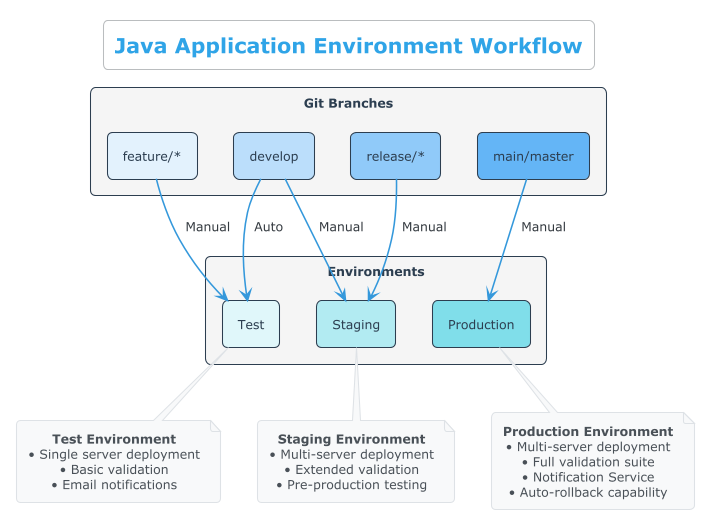 Java Application Environment Workflow
Git Branches
feature/*
develop
release/*
main/master
Manual
Auto
Manual
Manual
Manual
Environments
Test
Staging
Production
Test Environment
• Single server deployment
• Basic validation
• Email notifications
Staging Environment
• Multi-server deployment
• Extended validation
• Pre-production testing
Production Environment
• Multi-server deployment
• Full validation suite
• Notification Service
• Auto-rollback capability